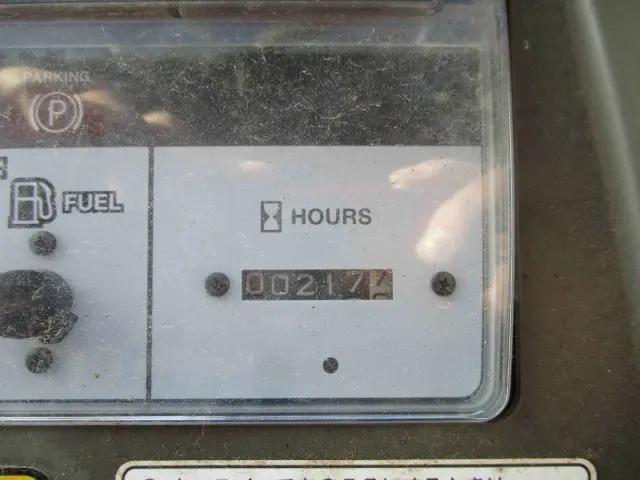 PARKING
P
FUEL
HOURS
00217